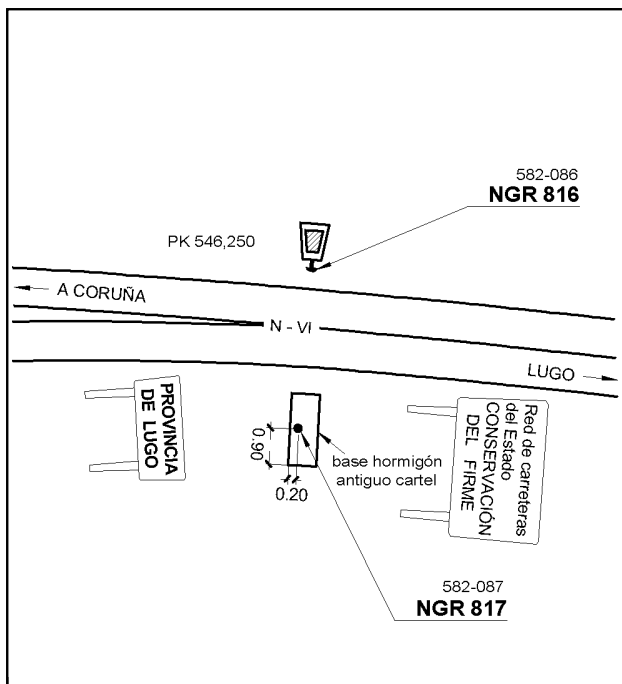 582-086
NGR 816
PK 546,250
A CORUÑA
N - VI
LUGO
PROVINCIA
DE LUGO
0.90
0.20
base hormigón
antiguo cartel
Red de carreteras
del Estado
CONSERVACIÓN
DEL FIRME
582-087
NGR 817